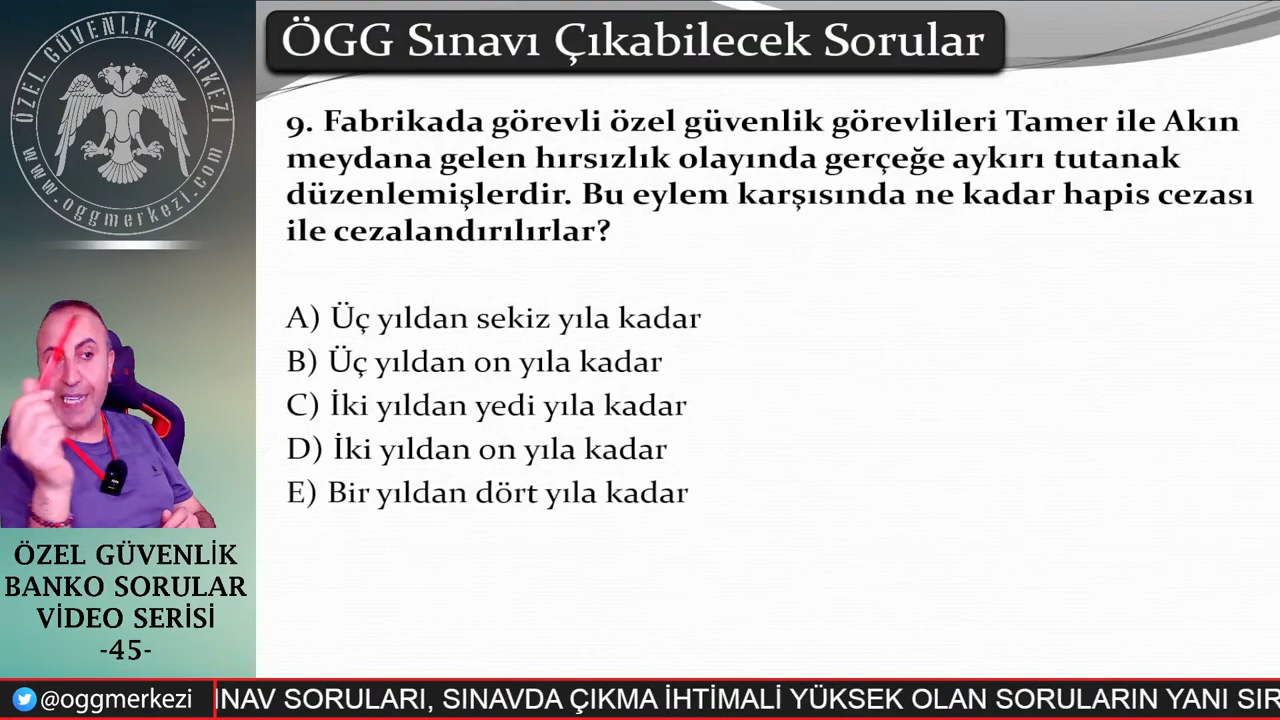 ÖGG Sınavı Çıkabilecek Sorular
ÖZEL GÜVENLİK MERKEZİ
www.oggmerkezi.com
9. Fabrikada görevli özel güvenlik görevlileri Tamer ile Akın
meydana gelen hırsızlık olayında gerçeğe aykırı tutanak
düzenlemişlerdir. Bu eylem karşısında ne kadar hapis cezası
ile cezalandırılırlar?
A) Üç yıldan sekiz yıla kadar
B) Üç yıldan on yıla kadar
C) İki yıldan yedi yıla kadar
D) İki yıldan on yıla kadar
E) Bir yıldan dört yıla kadar
ÖZEL GÜVENLİK
BANKO SORULAR
VİDEO SERİSİ
-45-
@oggmerkezi
INAV SORULARI, SINAVDA ÇIKMA İHTİMALİ YÜKSEK OLAN SORULARIN YANI SIR